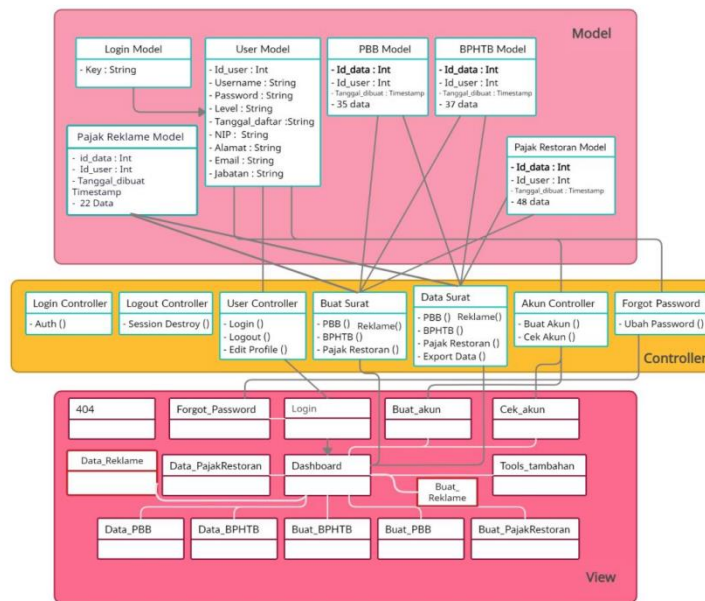 Model
Login Model
- Key : String
User Model
- Id_user : Int
- Username : String
- Password : String
- Level : String
- Tanggal_daftar :String
- NIP : String
- Alamat : String
- Email : String
- Jabatan : String
PBB Model
- Id_data : Int
- Id_user : Int
- Tanggal_dibuat : Timestamp
- 35 data
BPHTB Model
- Id_data : Int
- Id_user : Int
- Tanggal_dibuat : Timestamp
- 37 data
Pajak Reklame Model
- id_data : Int
- Id_user : Int
- Tanggal_dibuat
Timestamp
- 22 Data
Pajak Restoran Model
- Id_data : Int
- Id_user : Int
- Tanggal_dibuat : Timestamp
- 48 data
Login Controller
- Auth ()
Logout Controller
- Session Destroy ()
User Controller
- Login ()
- Logout ()
- Edit Profile ()
Buat Surat
- PBB () Reklame()
- BPHTB ()
- Pajak Restoran ()
Data Surat
- PBB () Reklame()
- BPHTB ()
- Pajak Restoran ()
- Export Data ()
Akun Controller
- Buat Akun ()
- Cek Akun ()
Forgot Password
- Ubah Password ()
Controller
404
Forgot_Password
Login
Buat_akun
Cek_akun
Data_Reklame
Data_PajakRestoran
Dashboard
Buat_
Reklame
Tools_tambahan
Data_PBB
Data_BPHTB
Buat_BPHTB
Buat_PBB
Buat_PajakRestoran
View